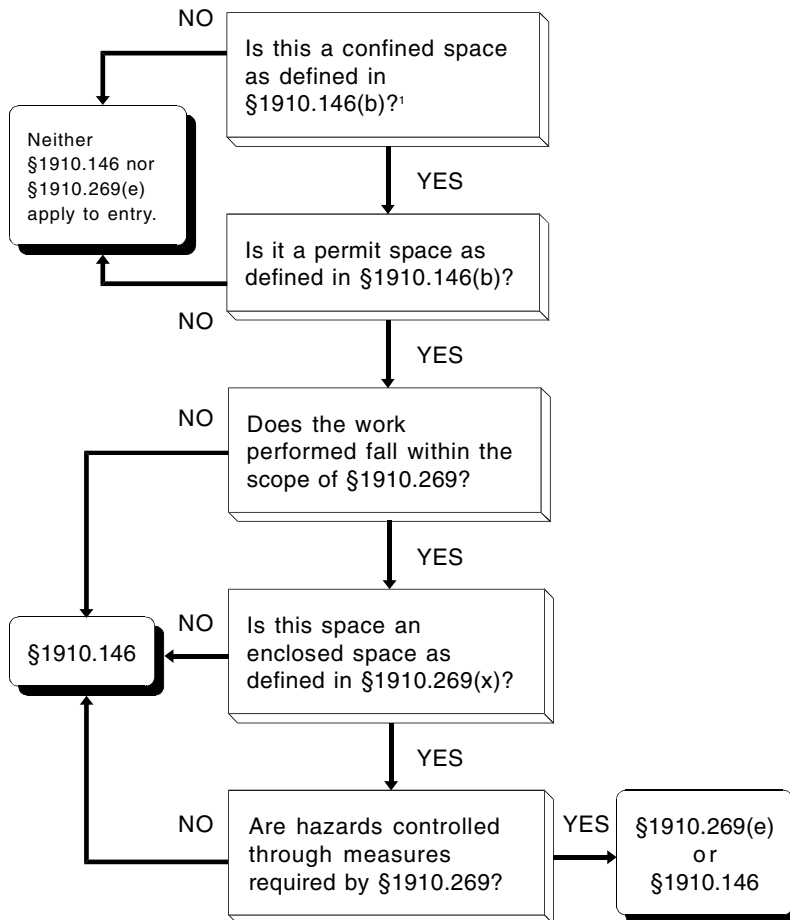 NO
Is this a confined space
as defined in
§1910.146(b)?¹
Neither
§1910.146 nor
§1910.269(e)
apply to entry.
YES
Is it a permit space as
defined in §1910.146(b)?
NO
YES
NO
Does the work
performed fall within the
scope of §1910.269?
YES
§1910.146
NO
Is this space an
enclosed space as
defined in §1910.269(x)?
YES
NO
Are hazards controlled
through measures
required by §1910.269?
YES
§1910.269(e)
or
§1910.146